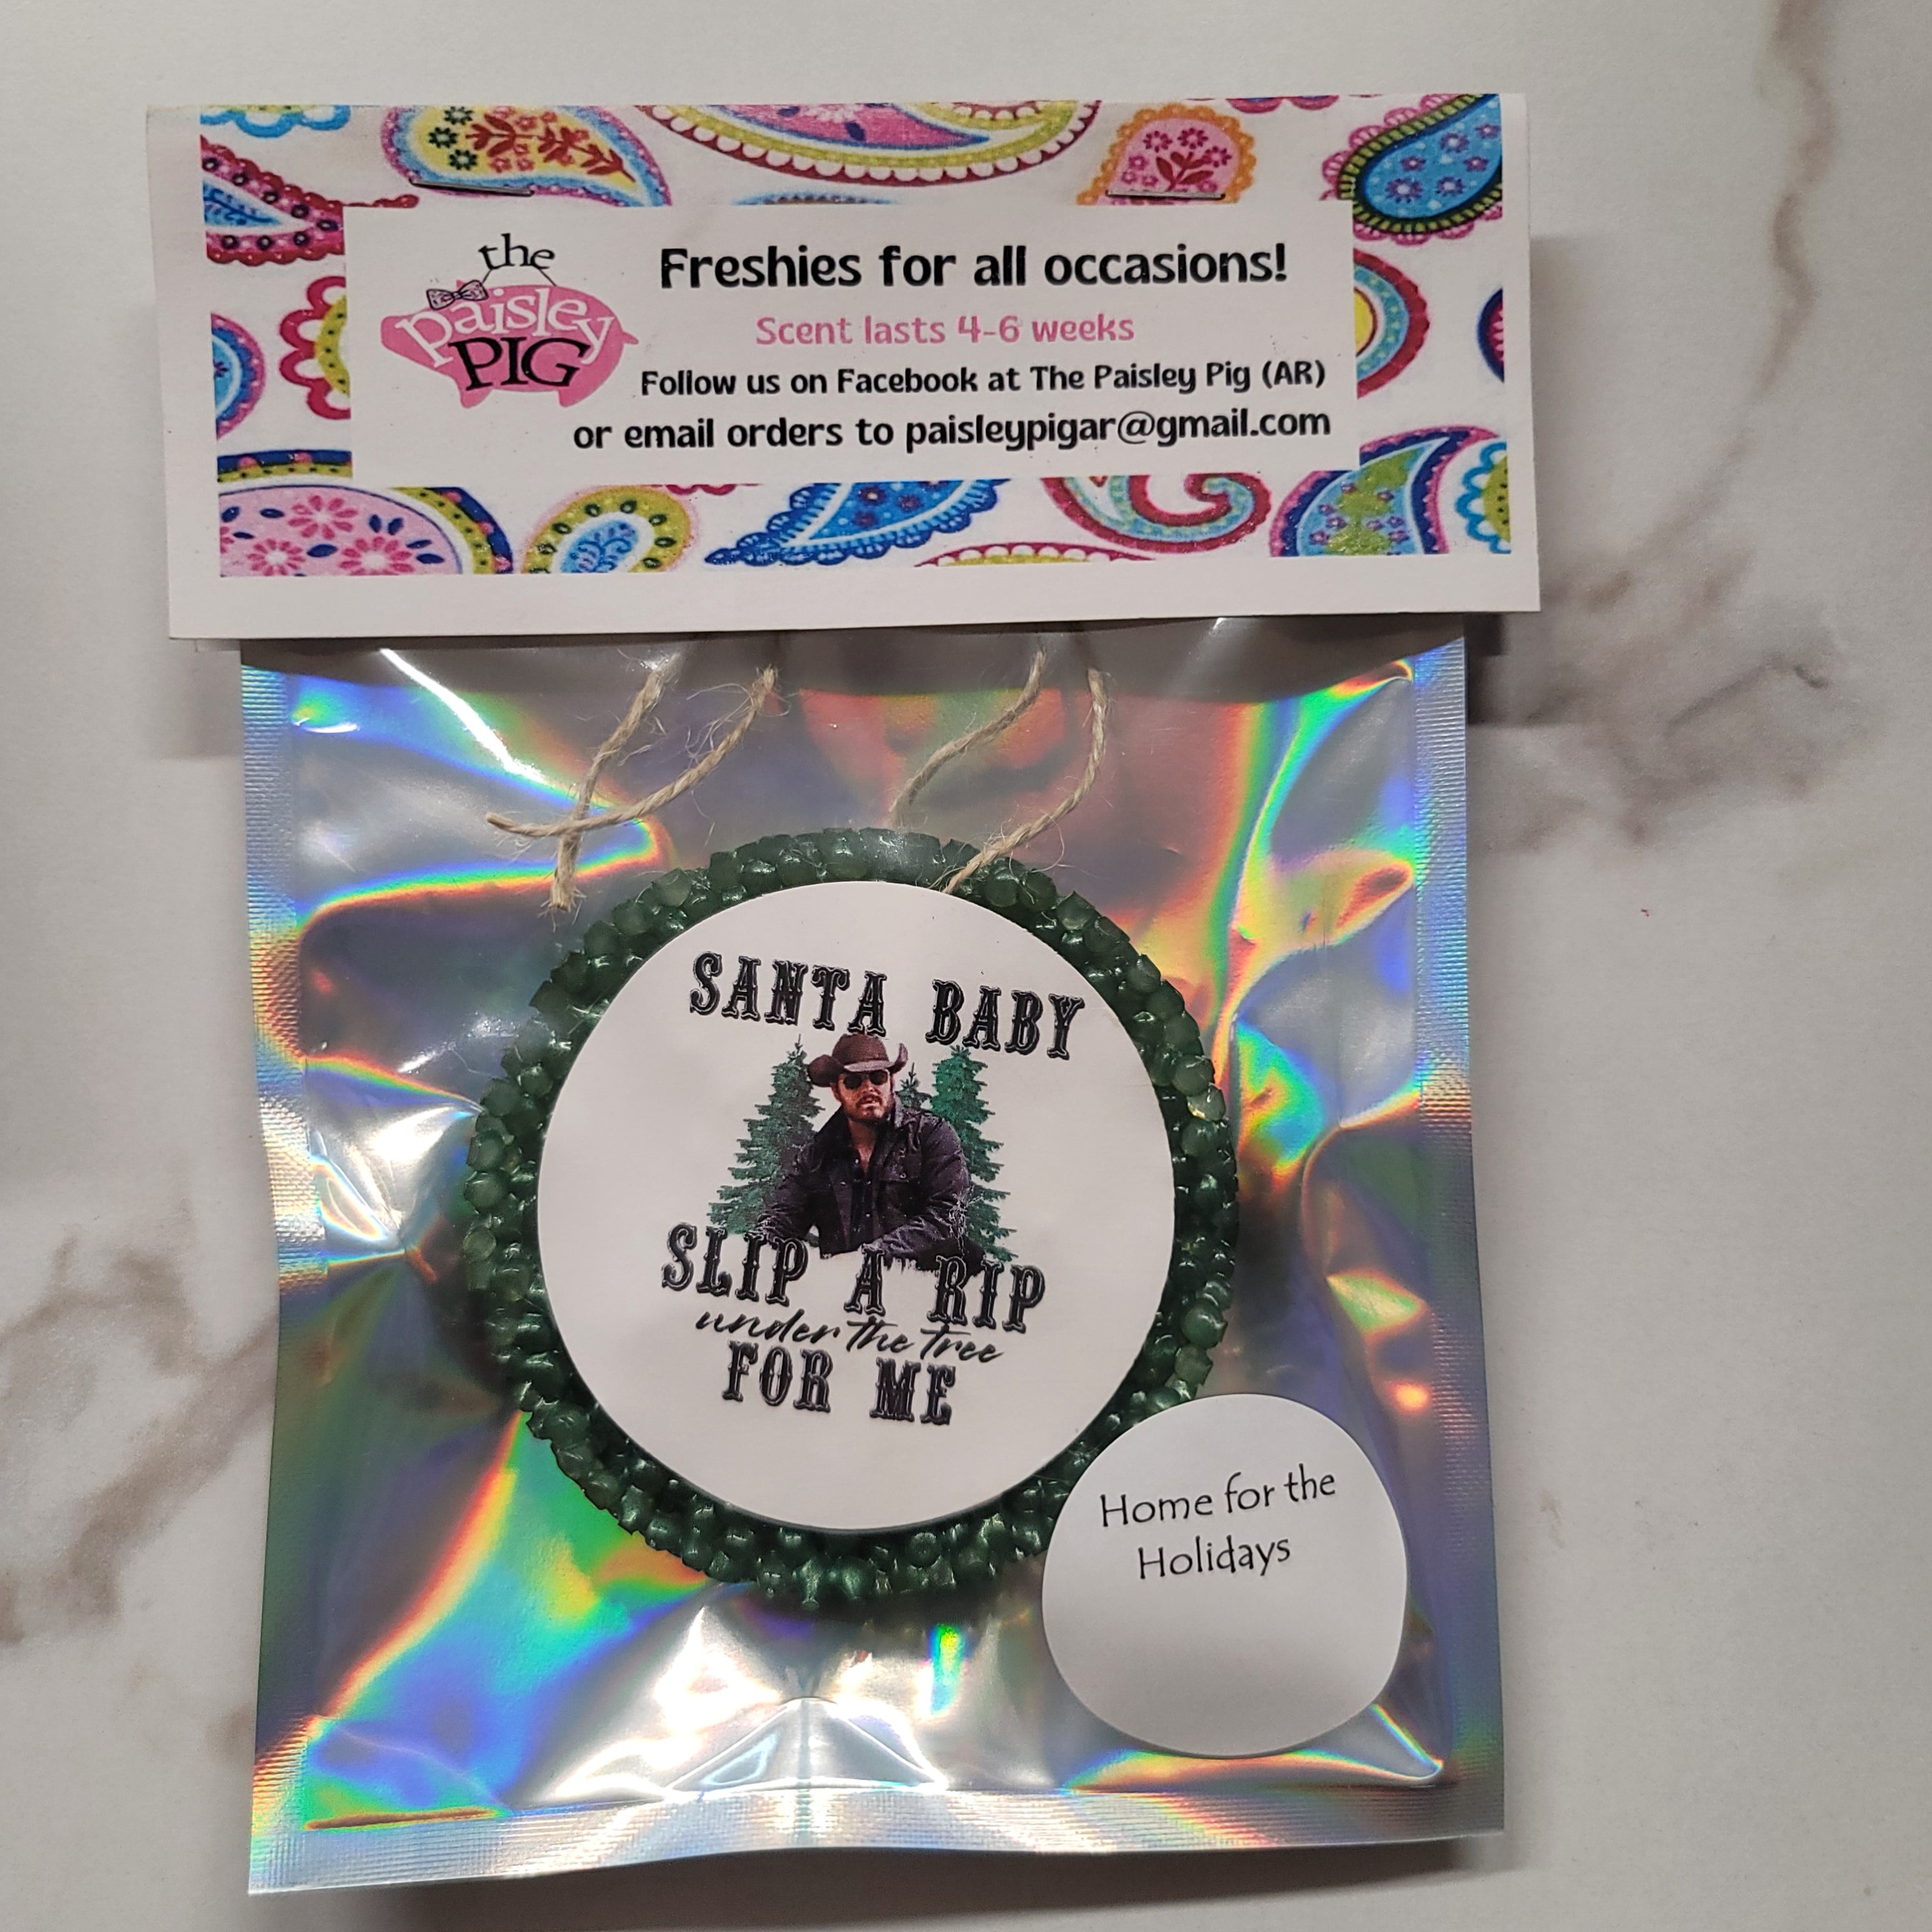 the
paisley
PIG
Freshies for all occasions!
Scent lasts 4-6 weeks
Follow us on Facebook at The Paisley Pig (AR)
or email orders to paisleypigar@gmail.com
SANTA BABY
SLIP A RIP
under the tree
FOR ME
Home for the
Holidays